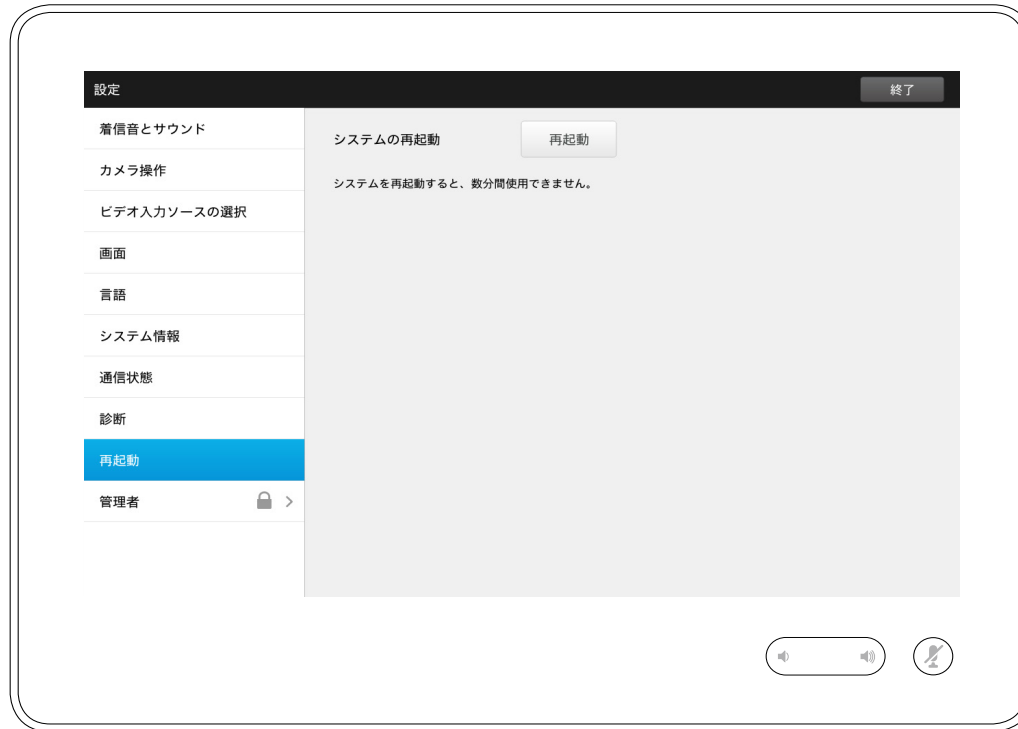 設定
終了
着信音とサウンド
カメラ操作
ビデオ入力ソースの選択
画面
言語
システム情報
通信状態
診断
再起動
管理者
システムの再起動
再起動
システムを再起動すると、数分間使用できません。